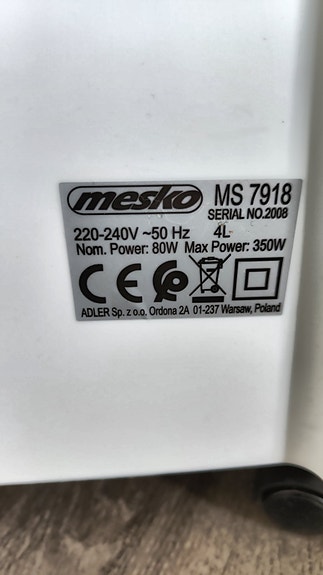 mesko MS 7918
SERIAL NO.2008
220-240V ~50 Hz 4L
Nom. Power: 80W Max Power: 350W
CE
ADLER Sp. z o.o. Ordona 2A 01-237 Warsaw, Poland